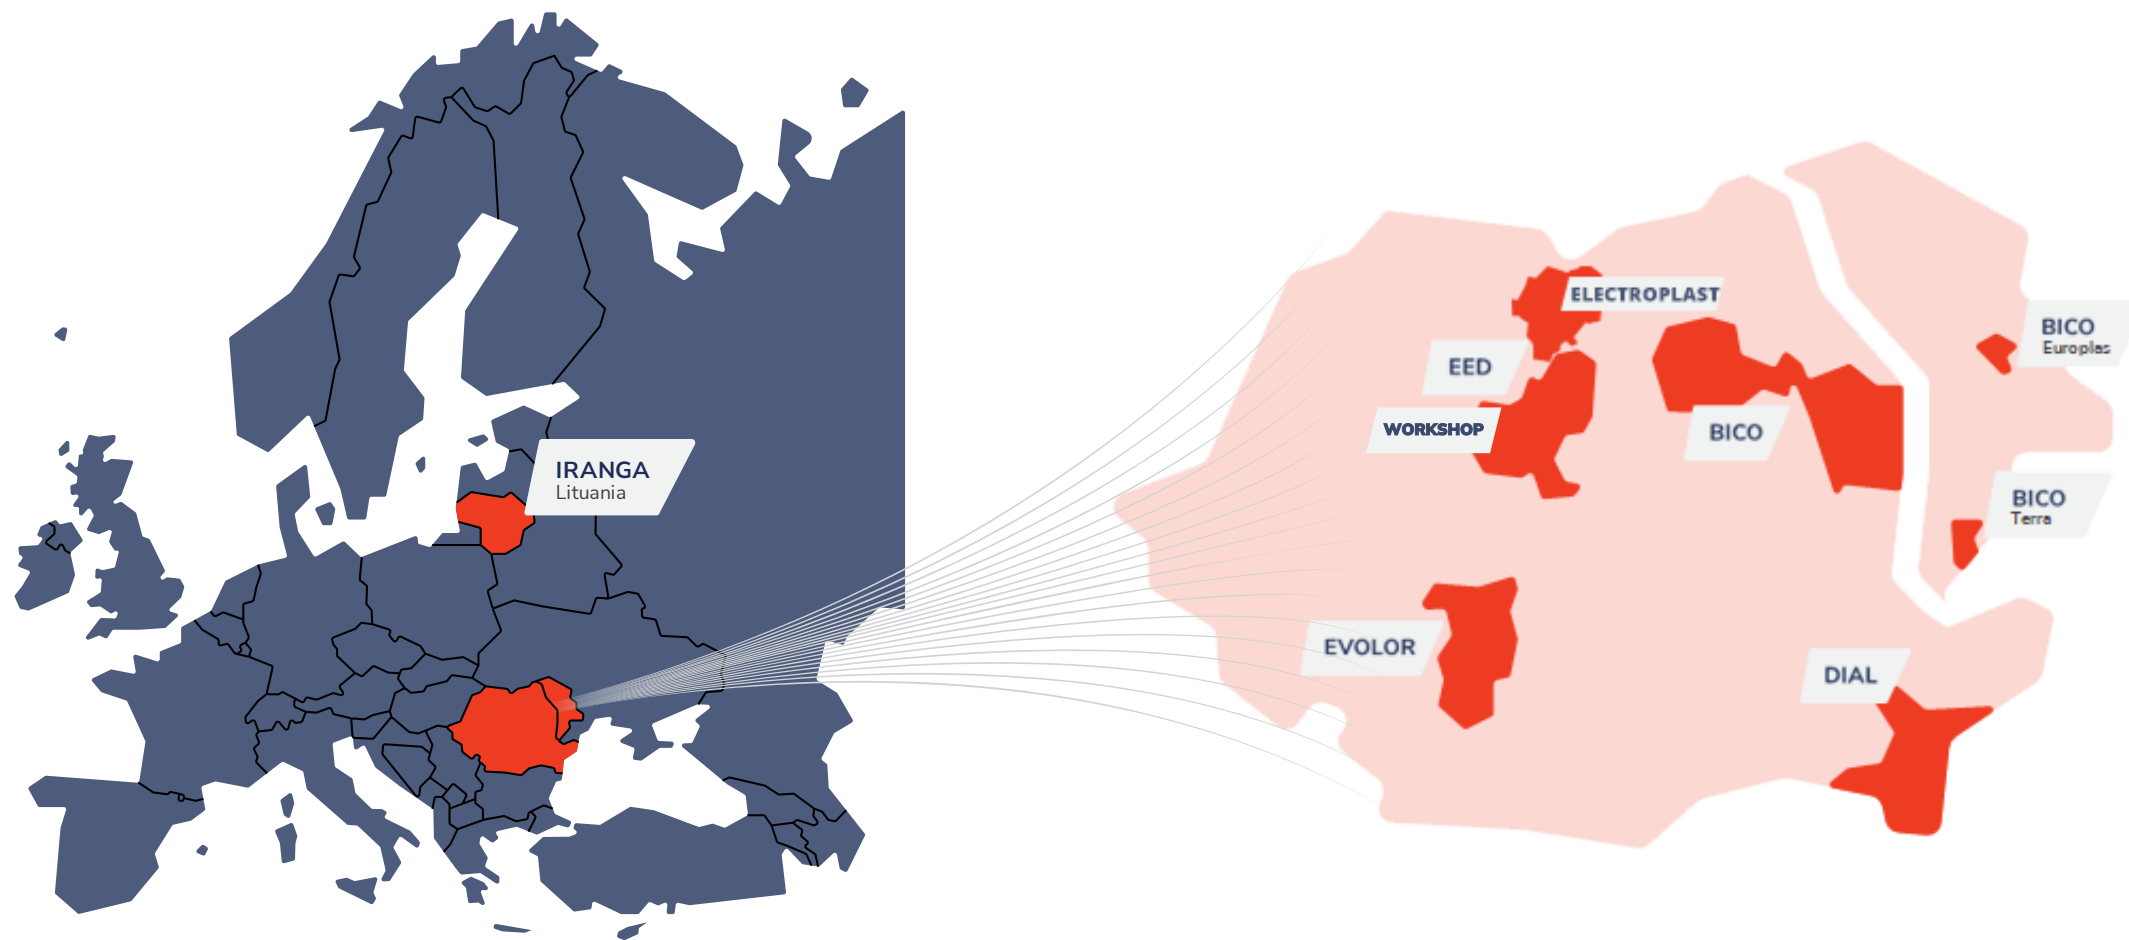 IRANGA
Lituania
ELECTROPLAST
EED
WORKSHOP
BICO
BICO
Europlas
BICO
Terra
EVOLOR
DIAL